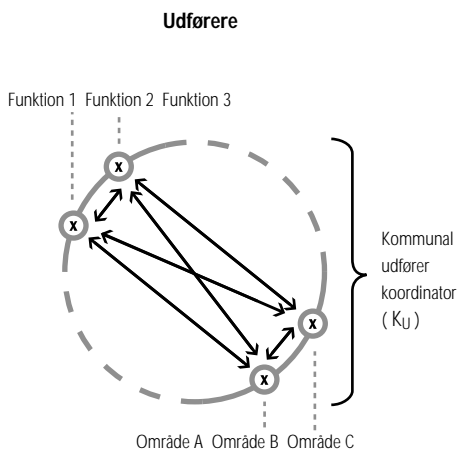 Udførere
Funktion 1 Funktion 2 Funktion 3
x
x
Kommunal
udfører
koordinator
( KU )
x
x
Område A Område B Område C